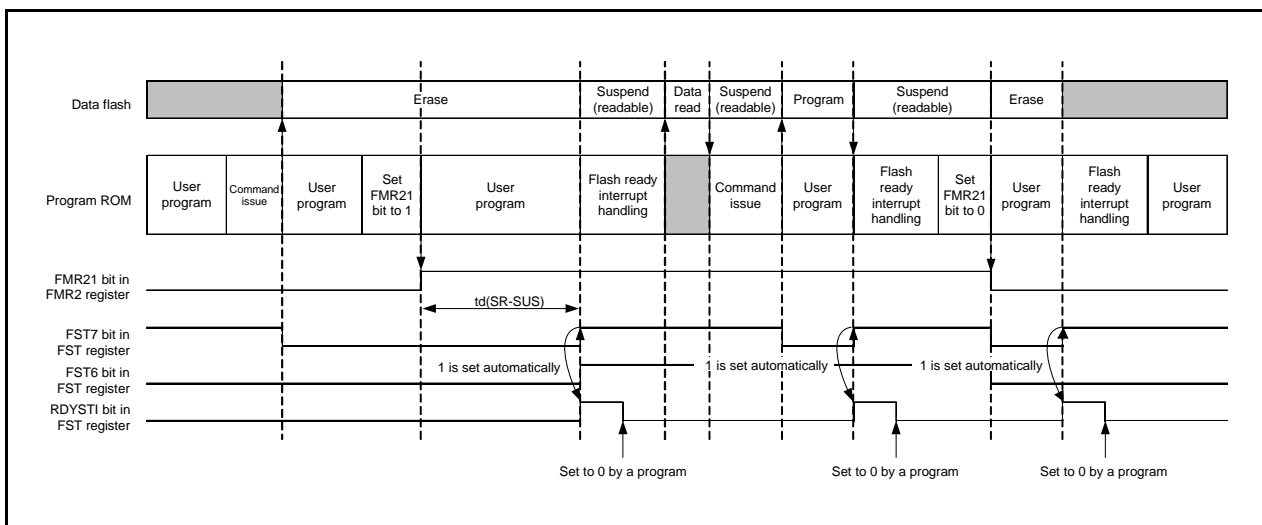 Data flash
Erase
Suspend
(readable)
Data
read
Suspend
(readable)
Program
Suspend
(readable)
Erase
Program ROM
User
program
Command
issue
User
program
Set
FMR21
bit to 1
User
program
Flash ready
interrupt
handling
Command
issue
User
program
Flash
ready
interrupt
handling
Set
FMR21
bit to 0
User
program
Flash
ready
interrupt
handling
User
program
FMR21 bit in
FMR2 register
td(SR-SUS)
FST7 bit in
FST register
1 is set automatically
1 is set automatically
1 is set automatically
FST6 bit in
FST register
RDYSTI bit in
FST register
Set to 0 by a program
Set to 0 by a program
Set to 0 by a program